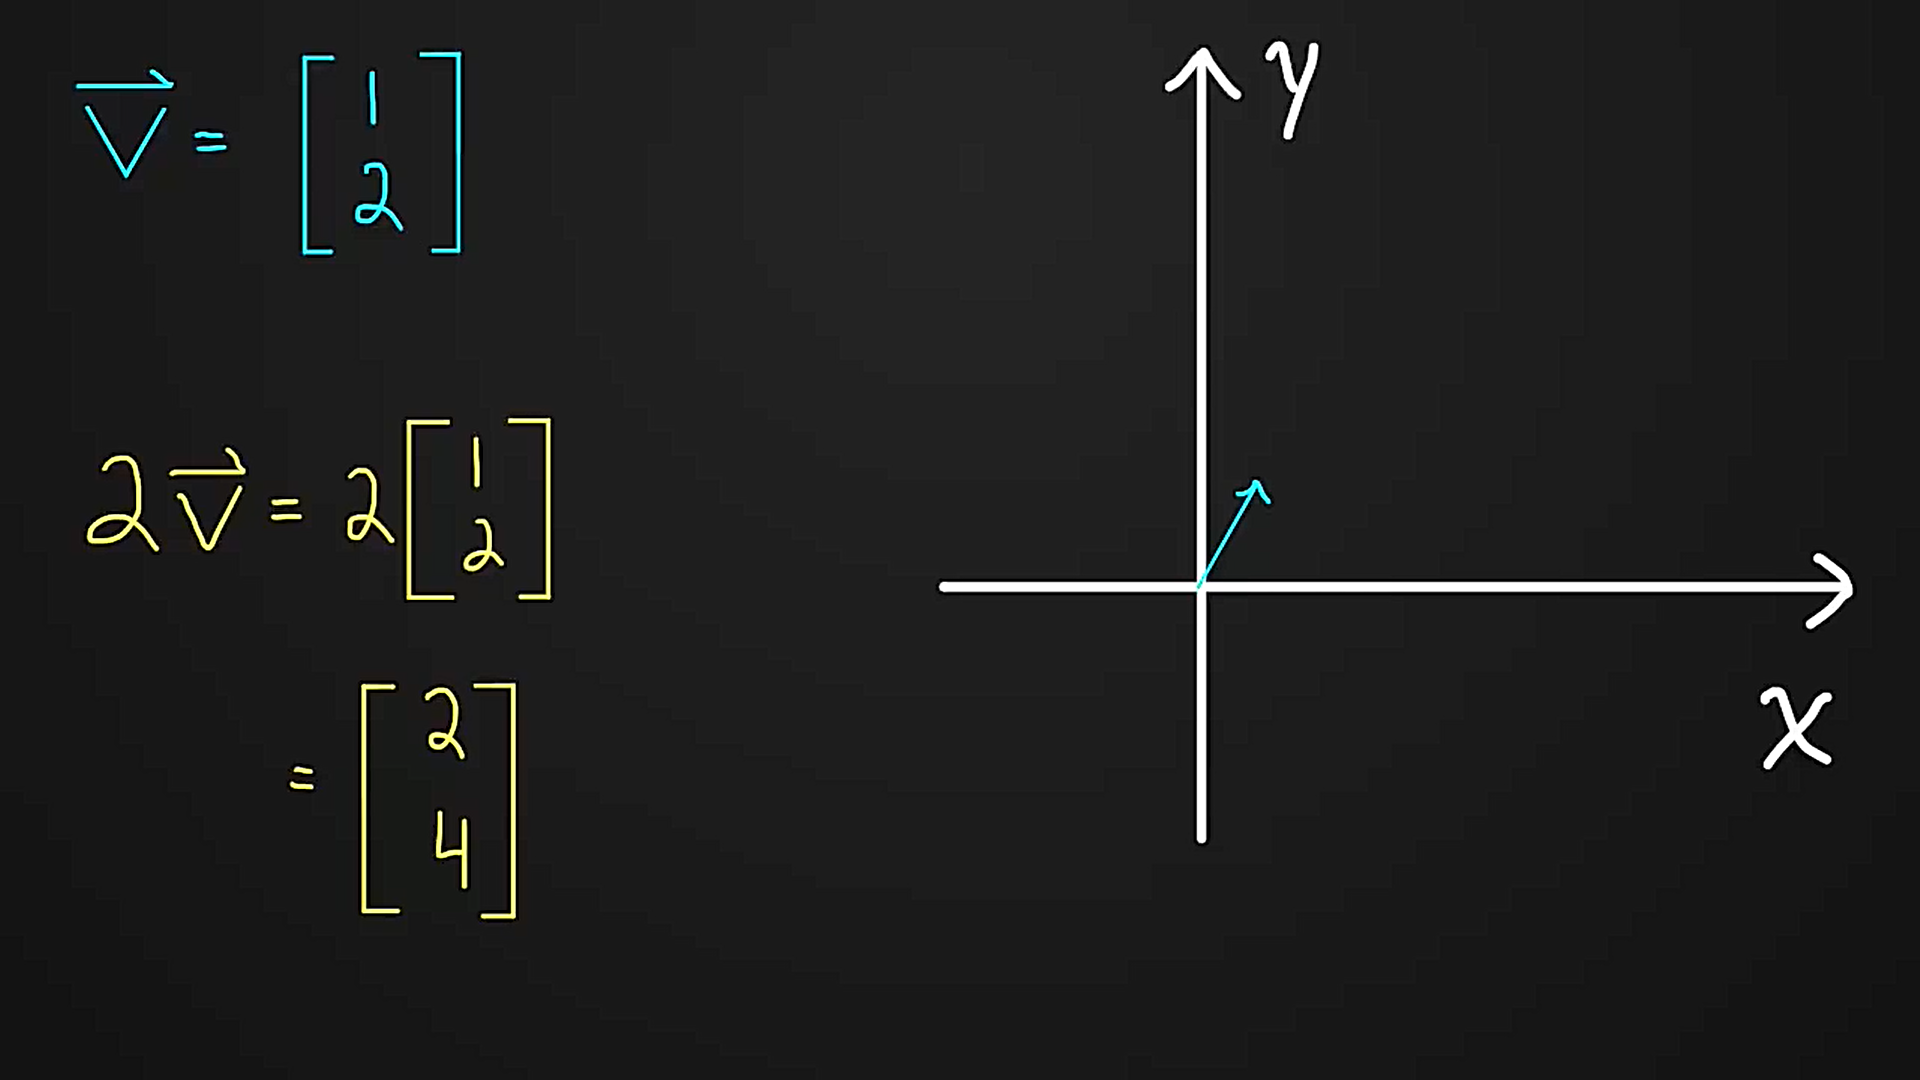 V⃗ = [1
2]
2V⃗ = 2[1
2]
= [2
4]
y
x